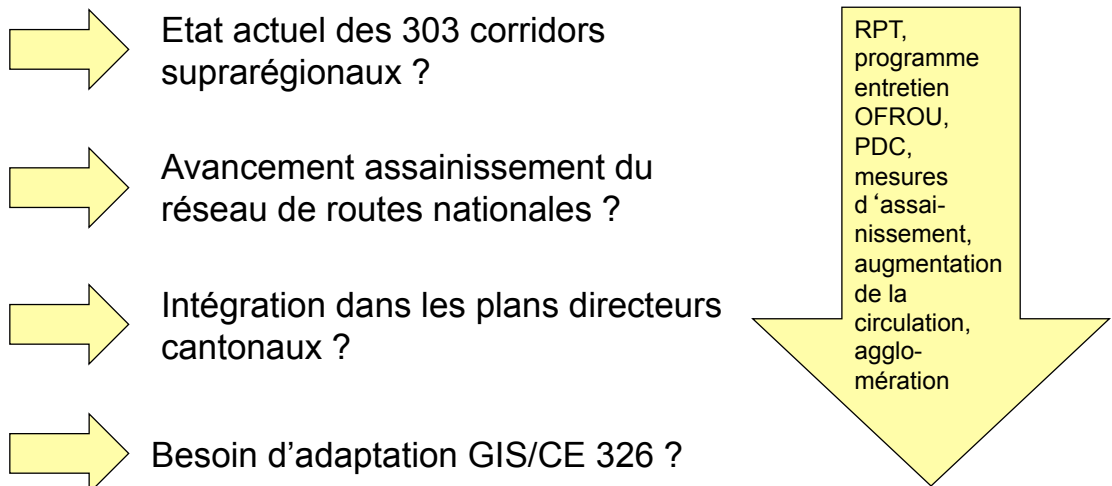 Etat actuel des 303 corridors
suprarégionaux ?
Avancement assainissement du
réseau de routes nationales ?
Intégration dans les plans directeurs
cantonaux ?
Besoin d’adaptation GIS/CE 326 ?
RPT,
programme
entretien
OFROU,
PDC,
mesures
d‘assai-
nissement,
augmentation
de la
circulation,
agglo-
mération